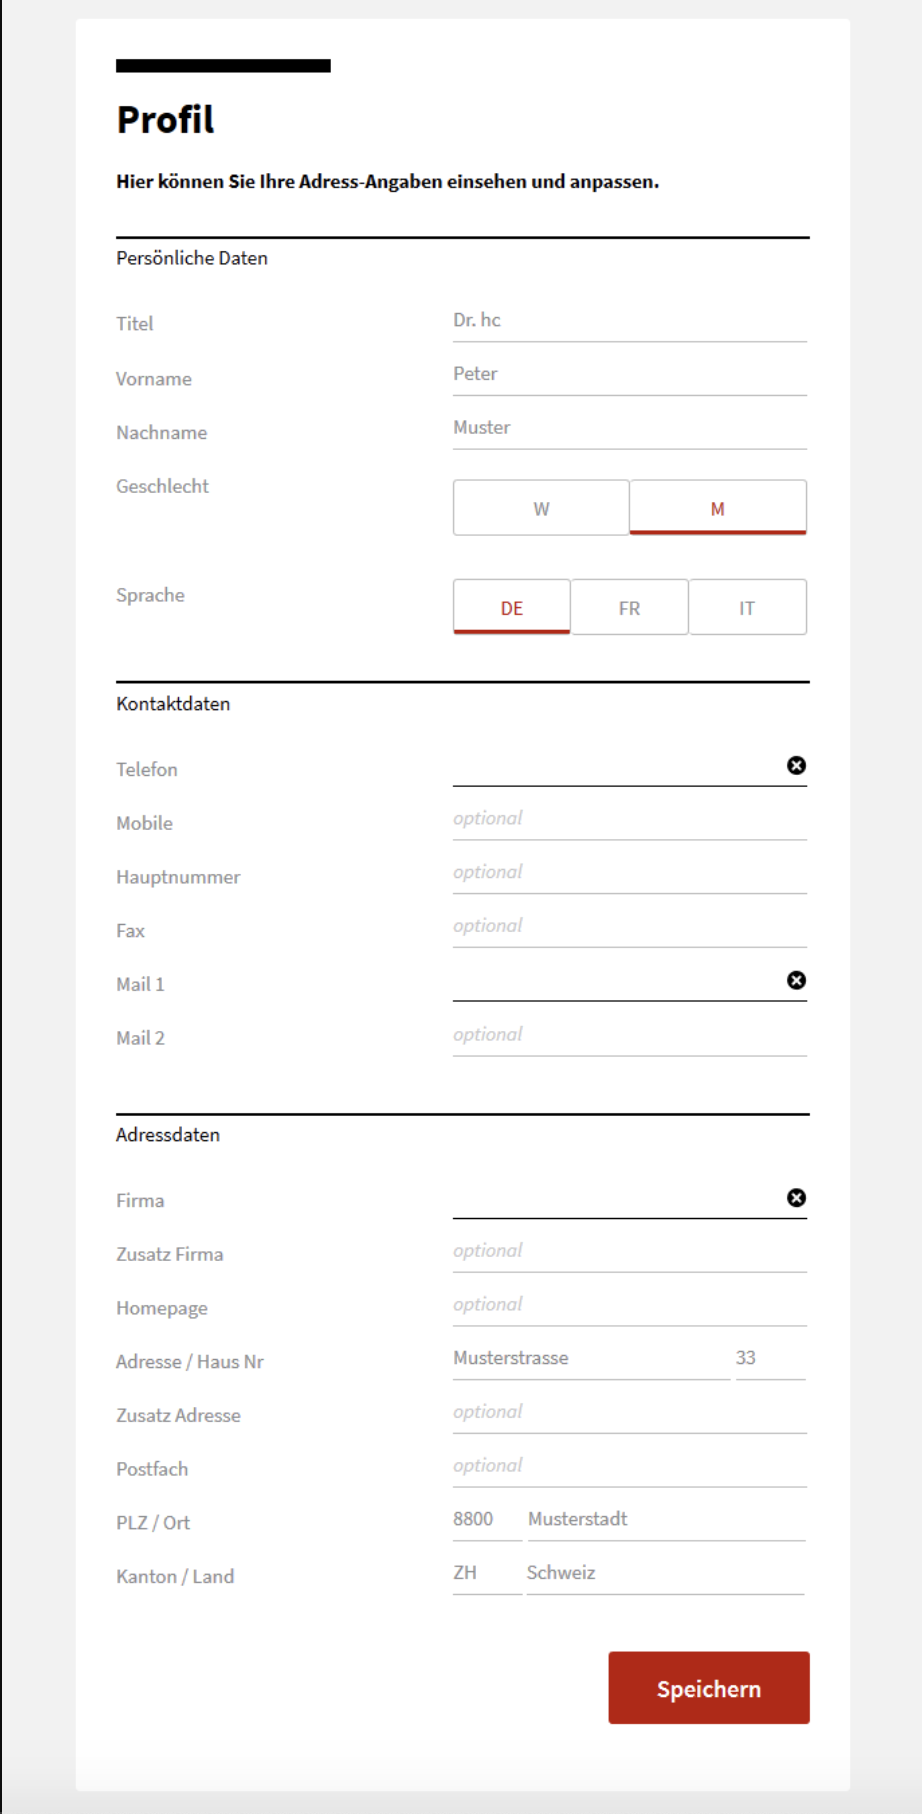 Profil
Hier können Sie Ihre Adress-Angaben einsehen und anpassen.
Persönliche Daten
Titel Dr. hc
Vorname Peter
Nachname Muster
Geschlecht W M
Sprache DE FR IT
Kontaktdaten
Telefon
Mobile optional
Hauptnummer optional
Fax optional
Mail 1
Mail 2 optional
Adressdaten
Firma
Zusatz Firma optional
Homepage optional
Adresse / Haus Nr Musterstrasse 33
Zusatz Adresse optional
Postfach optional
PLZ / Ort 8800 Musterstadt
Kanton / Land ZH Schweiz
Speichern